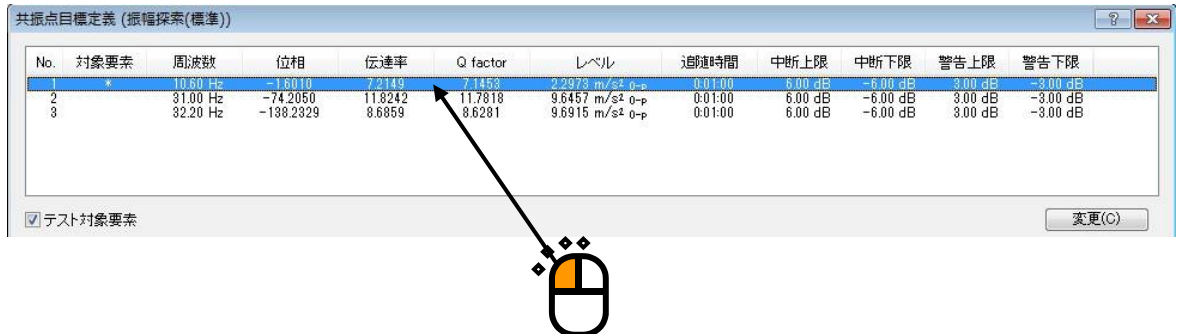 共振点目標定義 (振幅探索(標準))
No. 対象要素 周波数 位相 伝達率 Q factor レベル 追随時間 中断上限 中断下限 警告上限 警告下限
1 * 10.60 Hz -1.6010 7.2149 7.1453 2.2973 m/s² 0-p 0:01:00 6.00 dB -6.00 dB 3.00 dB -3.00 dB
2 31.00 Hz -74.2050 11.8242 11.7818 9.6457 m/s² 0-p 0:01:00 6.00 dB -6.00 dB 3.00 dB -3.00 dB
3 32.20 Hz -138.2329 8.6859 8.6281 9.6915 m/s² 0-p 0:01:00 6.00 dB -6.00 dB 3.00 dB -3.00 dB
テスト対象要素 変更(C)